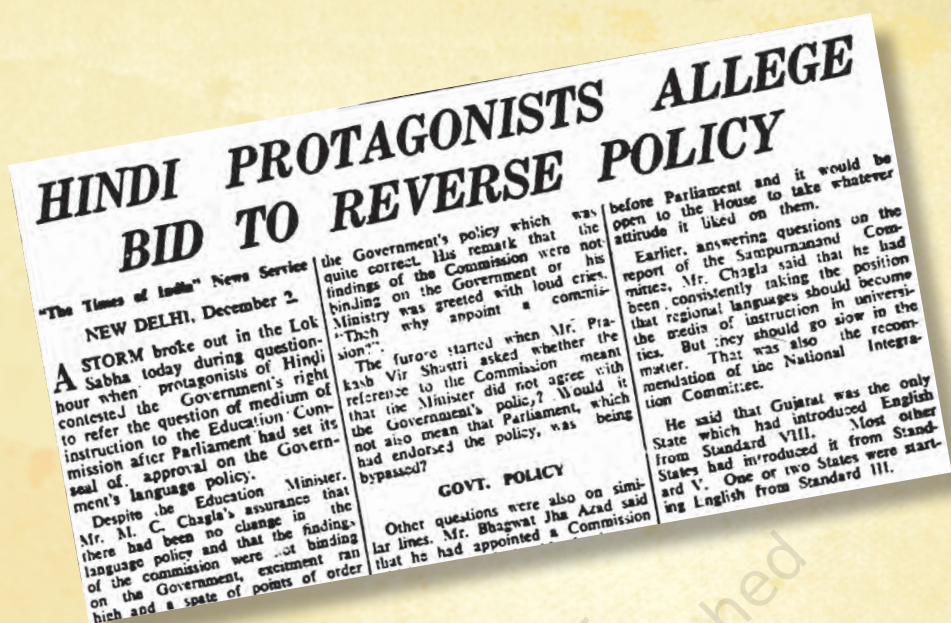 HINDI PROTAGONISTS ALLEGE
BID TO REVERSE POLICY
"The Times of India" News Service
NEW DELHI, December 2.
A STORM broke out in the Lok
Sabha today during question-
hour when protagonists of Hindi
contested the Government's right
to refer the question of medium of
instruction to the Education Com-
mission after Parliament had set its
seal of approval on the Govern-
ment's language policy.
Despite the Education Minister,
Mr. M. C. Chagla's assurance that
there had been no change in the
language policy and that the findings
of the commission were not binding
on the Government, excitment ran
high and a spate of points of order
the Government's policy which was
quite correct. His remark that the
findings of the Commission were not
binding on the Government or his
Ministry was greeted with loud cries.
"Then why appoint a commis-
sion?"
The furore started when Mr. Pra-
kash Vir Shastri asked whether the
reference to the Commission meant
that the Minister did not agree with
the Government's policy? Would it
not also mean that Parliament, which
had endorsed the policy, was being
bypassed?
GOVT. POLICY
Other questions were also on simi-
lar lines. Mr. Bhagwat Jha Azad said
that he had appointed a Commission
before Parliament and it would be
open to the House to take whatever
attitude it liked on them.
Earlier, answering questions on the
report of the Sampurnanand Com-
mittee, Mr. Chagla said that he had
been consistently taking the position
that regional languages should become
the media of instruction in universi-
ties. But they should go slow in the
matter. That was also the recom-
mendation of the National Integra-
tion Committee.
He said that Gujarat was the only
State which had introduced English
from Standard VIII. Most other
States had introduced it from Stand-
ard V. One or two States were start-
ing English from Standard III.